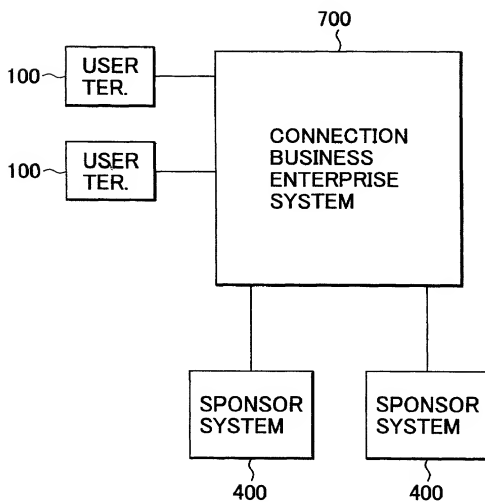 700
100
USER
TER.
100
USER
TER.
CONNECTION
BUSINESS
ENTERPRISE
SYSTEM
SPONSOR
SYSTEM
SPONSOR
SYSTEM
400
400